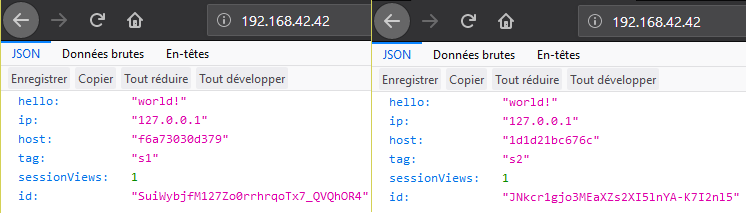 192.168.42.42
JSON Données brutes En-têtes
Enregistrer Copier Tout réduire Tout développer
hello: "world!"
ip: "127.0.0.1"
host: "f6a73030d379"
tag: "s1"
sessionViews: 1
id: "SuiWybjfM127Zo0rrhrqoTx7_QVQhOR4"
192.168.42.42
JSON Données brutes En-têtes
Enregistrer Copier Tout réduire Tout développer
hello: "world!"
ip: "127.0.0.1"
host: "1d1d21bc676c"
tag: "s2"
sessionViews: 1
id: "JNkcr1gjo3MEaXZs2XI5lnYA-K7I2nl5"